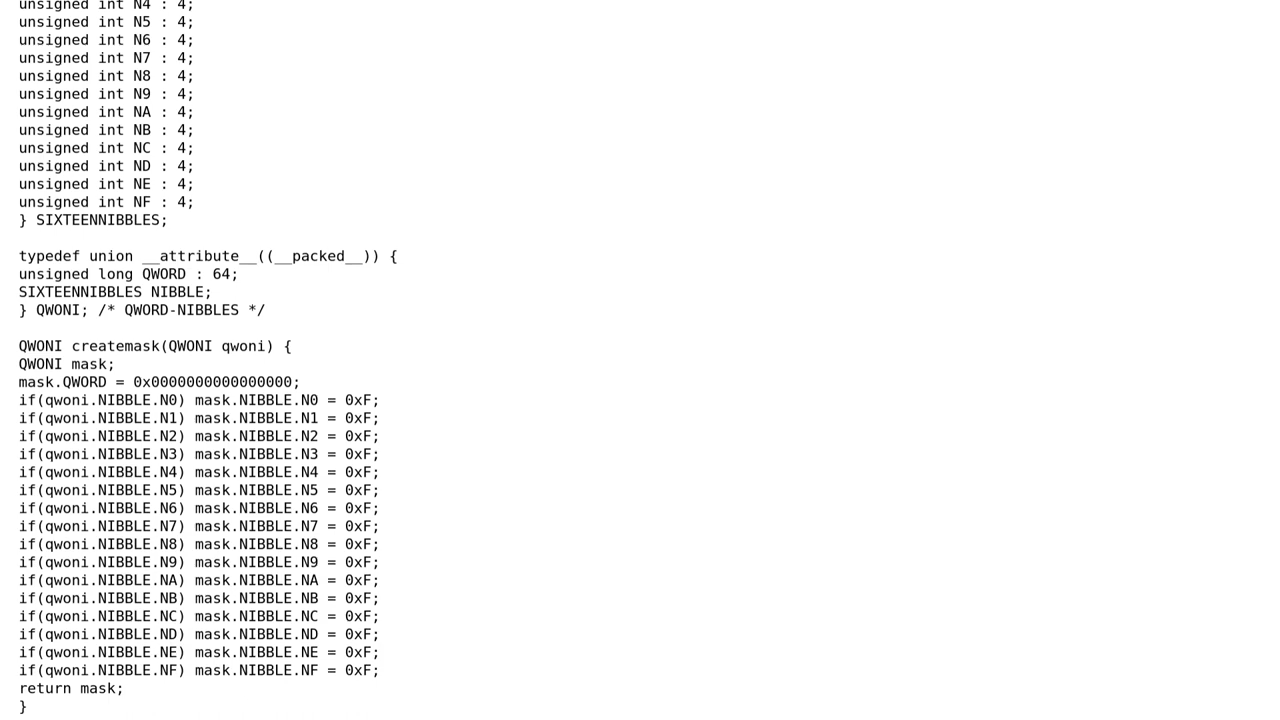 unsigned int N4 : 4;
unsigned int N5 : 4;
unsigned int N6 : 4;
unsigned int N7 : 4;
unsigned int N8 : 4;
unsigned int N9 : 4;
unsigned int NA : 4;
unsigned int NB : 4;
unsigned int NC : 4;
unsigned int ND : 4;
unsigned int NE : 4;
unsigned int NF : 4;
} SIXTEENNIBBLES;

typedef union __attribute__((__packed__)) {
unsigned long QWORD : 64;
SIXTEENNIBBLES NIBBLE;
} QWONI; /* QWORD-NIBBLES */

QWONI createmask(QWONI qwoni) {
QWONI mask;
mask.QWORD = 0x0000000000000000;
if(qwoni.NIBBLE.N0) mask.NIBBLE.N0 = 0xF;
if(qwoni.NIBBLE.N1) mask.NIBBLE.N1 = 0xF;
if(qwoni.NIBBLE.N2) mask.NIBBLE.N2 = 0xF;
if(qwoni.NIBBLE.N3) mask.NIBBLE.N3 = 0xF;
if(qwoni.NIBBLE.N4) mask.NIBBLE.N4 = 0xF;
if(qwoni.NIBBLE.N5) mask.NIBBLE.N5 = 0xF;
if(qwoni.NIBBLE.N6) mask.NIBBLE.N6 = 0xF;
if(qwoni.NIBBLE.N7) mask.NIBBLE.N7 = 0xF;
if(qwoni.NIBBLE.N8) mask.NIBBLE.N8 = 0xF;
if(qwoni.NIBBLE.N9) mask.NIBBLE.N9 = 0xF;
if(qwoni.NIBBLE.NA) mask.NIBBLE.NA = 0xF;
if(qwoni.NIBBLE.NB) mask.NIBBLE.NB = 0xF;
if(qwoni.NIBBLE.NC) mask.NIBBLE.NC = 0xF;
if(qwoni.NIBBLE.ND) mask.NIBBLE.ND = 0xF;
if(qwoni.NIBBLE.NE) mask.NIBBLE.NE = 0xF;
if(qwoni.NIBBLE.NF) mask.NIBBLE.NF = 0xF;
return mask;
}